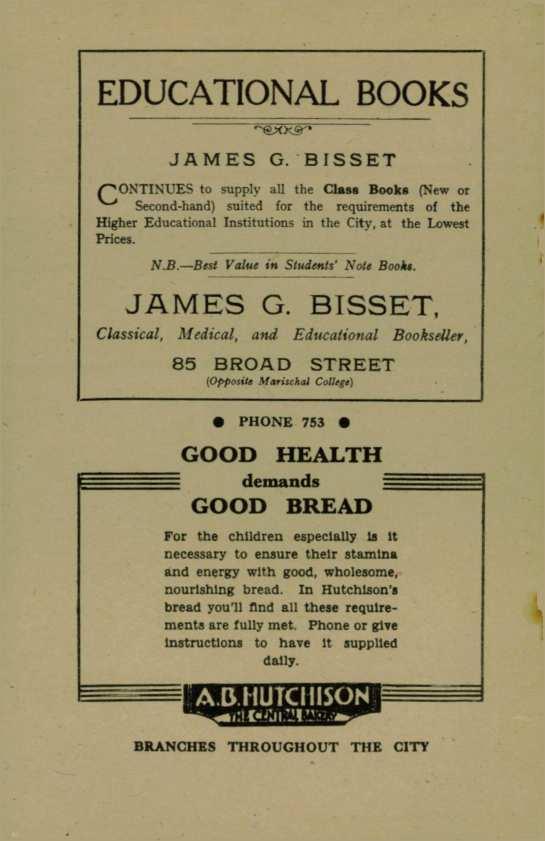 EDUCATIONAL BOOKS
JAMES G. BISSET
CONTINUES to supply all the Class Books (New or
Second-hand) suited for the requirements of the
Higher Educational Institutions in the City, at the Lowest
Prices.
N.B.—Best Value in Students' Note Books.
JAMES G. BISSET,
Classical, Medical, and Educational Bookseller,
85 BROAD STREET
(Opposite Marischal College)
● PHONE 753 ●
GOOD HEALTH
demands
GOOD BREAD
For the children especially is it
necessary to ensure their stamina
and energy with good, wholesome,
nourishing bread. In Hutchison's
bread you'll find all these require-
ments are fully met. Phone or give
instructions to have it supplied
daily.
A.B. HUTCHISON
THE CENTRAL BAKERY
BRANCHES THROUGHOUT THE CITY